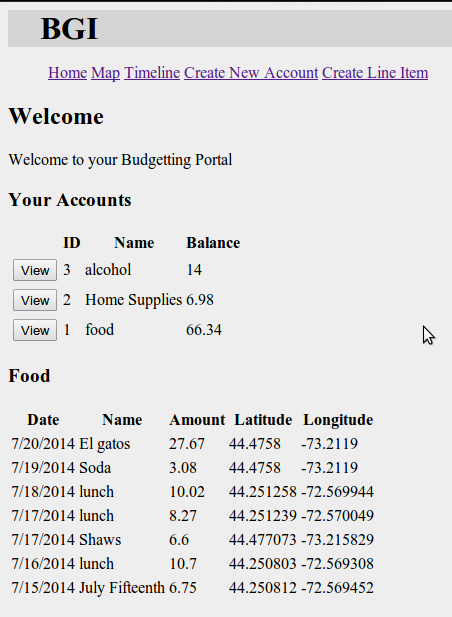 BGI
Home Map Timeline Create New Account Create Line Item
Welcome
Welcome to your Budgetting Portal
Your Accounts
ID Name Balance
View 3 alcohol 14
View 2 Home Supplies 6.98
View 1 food 66.34
Food
Date Name Amount Latitude Longitude
7/20/2014 El gatos 27.67 44.4758 -73.2119
7/19/2014 Soda 3.08 44.4758 -73.2119
7/18/2014 lunch 10.02 44.251258 -72.569944
7/17/2014 lunch 8.27 44.251239 -72.570049
7/17/2014 Shaws 6.6 44.477073 -73.215829
7/16/2014 lunch 10.7 44.250803 -72.569308
7/15/2014 July Fifteenth 6.75 44.250812 -72.569452